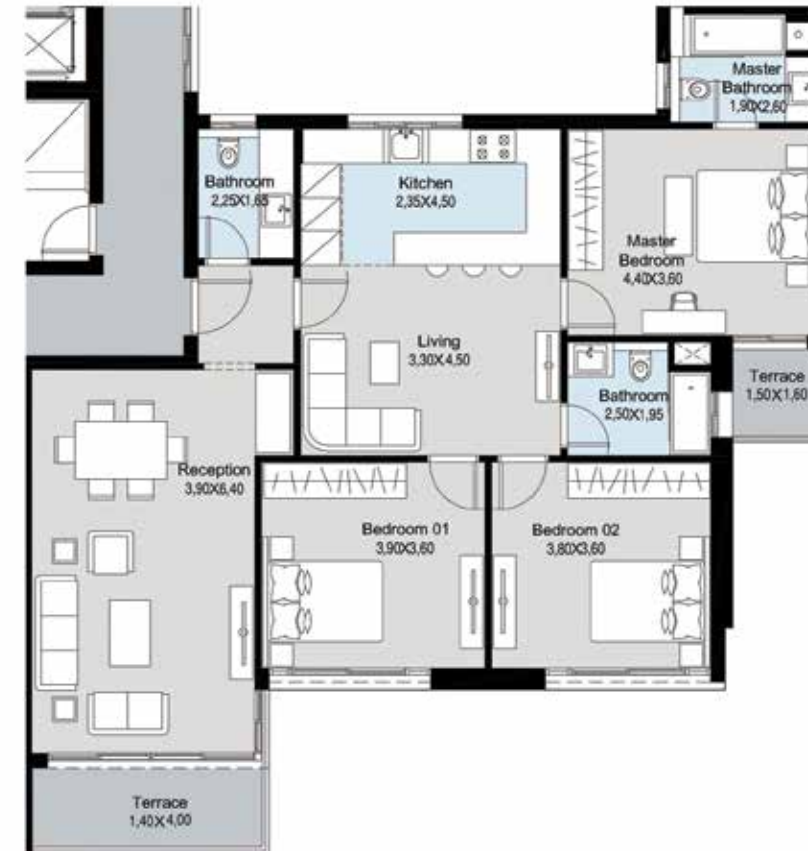 Master
Bathroom
1,90X2,60
Bathroom
2,25X1,65
Kitchen
2,35X4,50
Master
Bedroom
4,40X3,60
Living
3,30X4,50
Terrace
1,50X1,60
Bathroom
2,50X1,95
Reception
3,90X6,40
Bedroom 01
3,90X3,60
Bedroom 02
3,80X3,60
Terrace
1,40X4,00